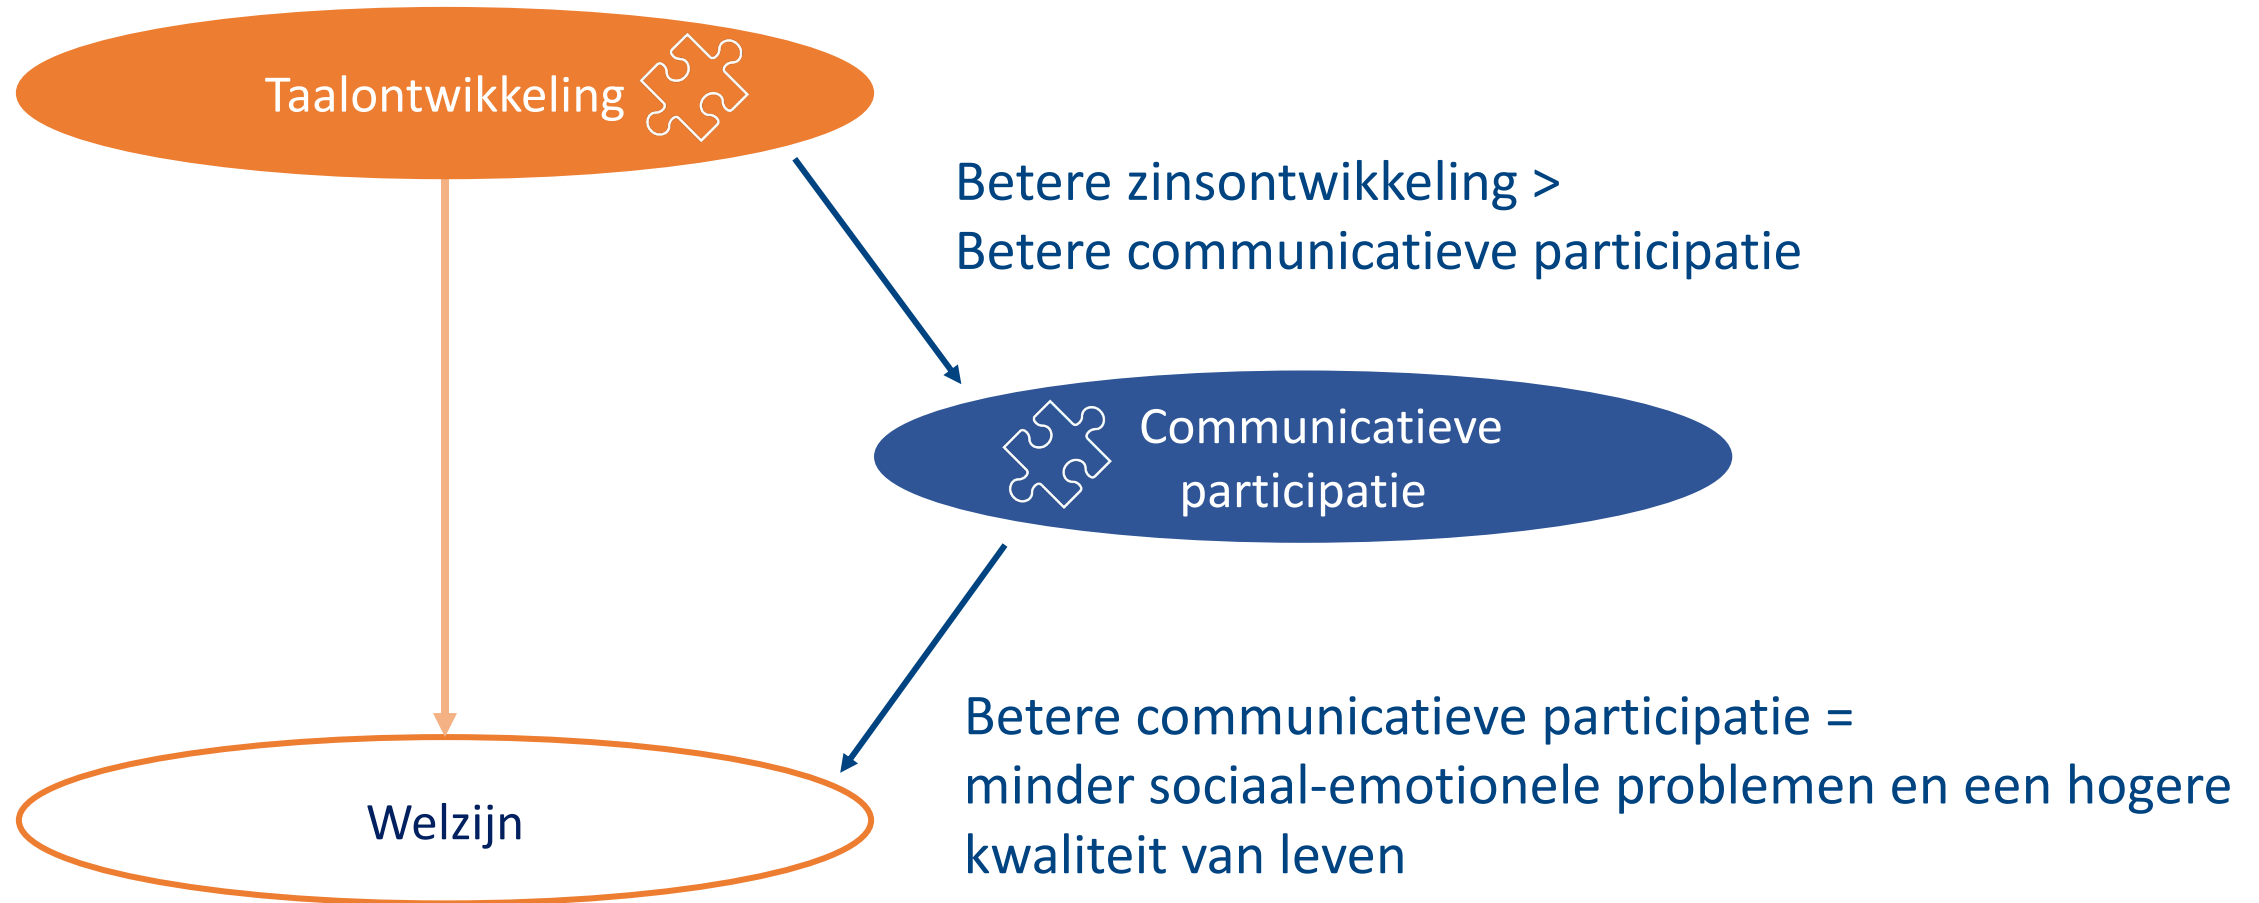 Taalontwikkeling
Betere zinsontwikkeling >
Betere communicatieve participatie
Communicatieve
participatie
Betere communicatieve participatie =
minder sociaal-emotionele problemen en een hogere
kwaliteit van leven
Welzijn